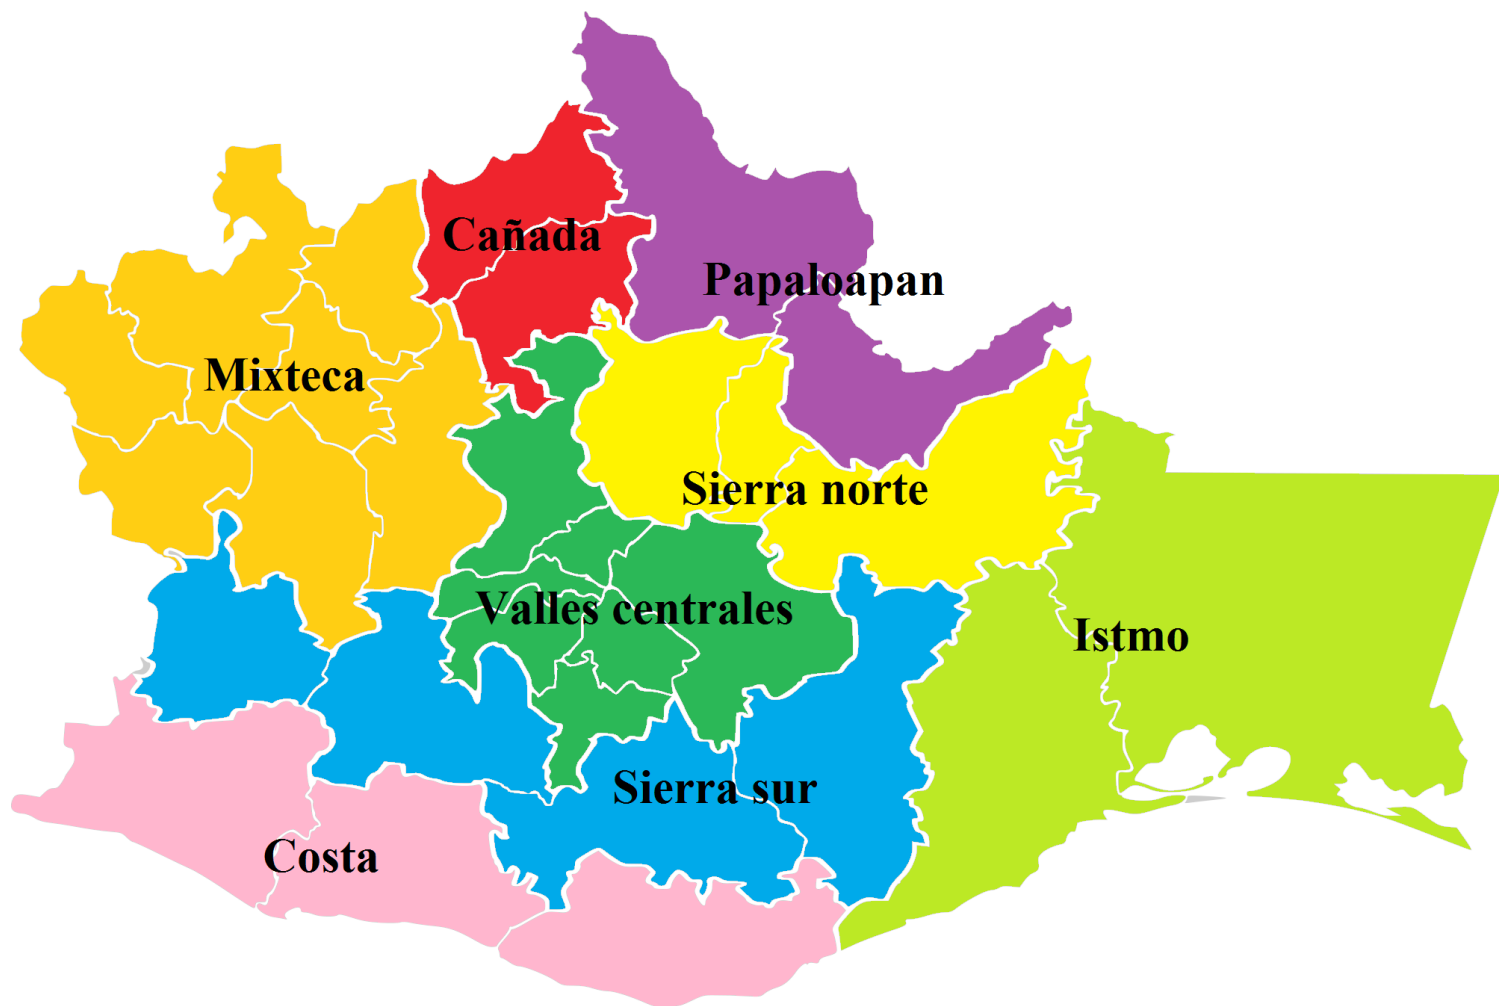 Cañada
Papaloapan
Mixteca
Sierra norte
Valles centrales
Istmo
Sierra sur
Costa